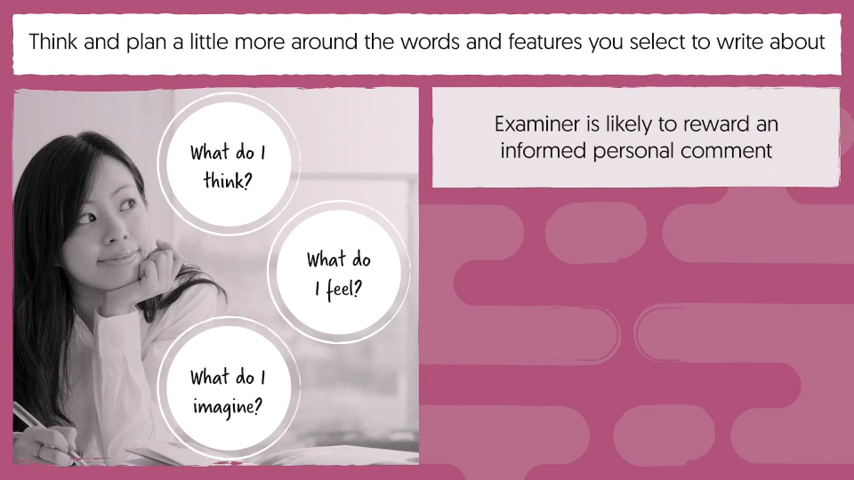 Think and plan a little more around the words and features you select to write about
What do I
think?
What do
I feel?
What do I
imagine?
Examiner is likely to reward an
informed personal comment